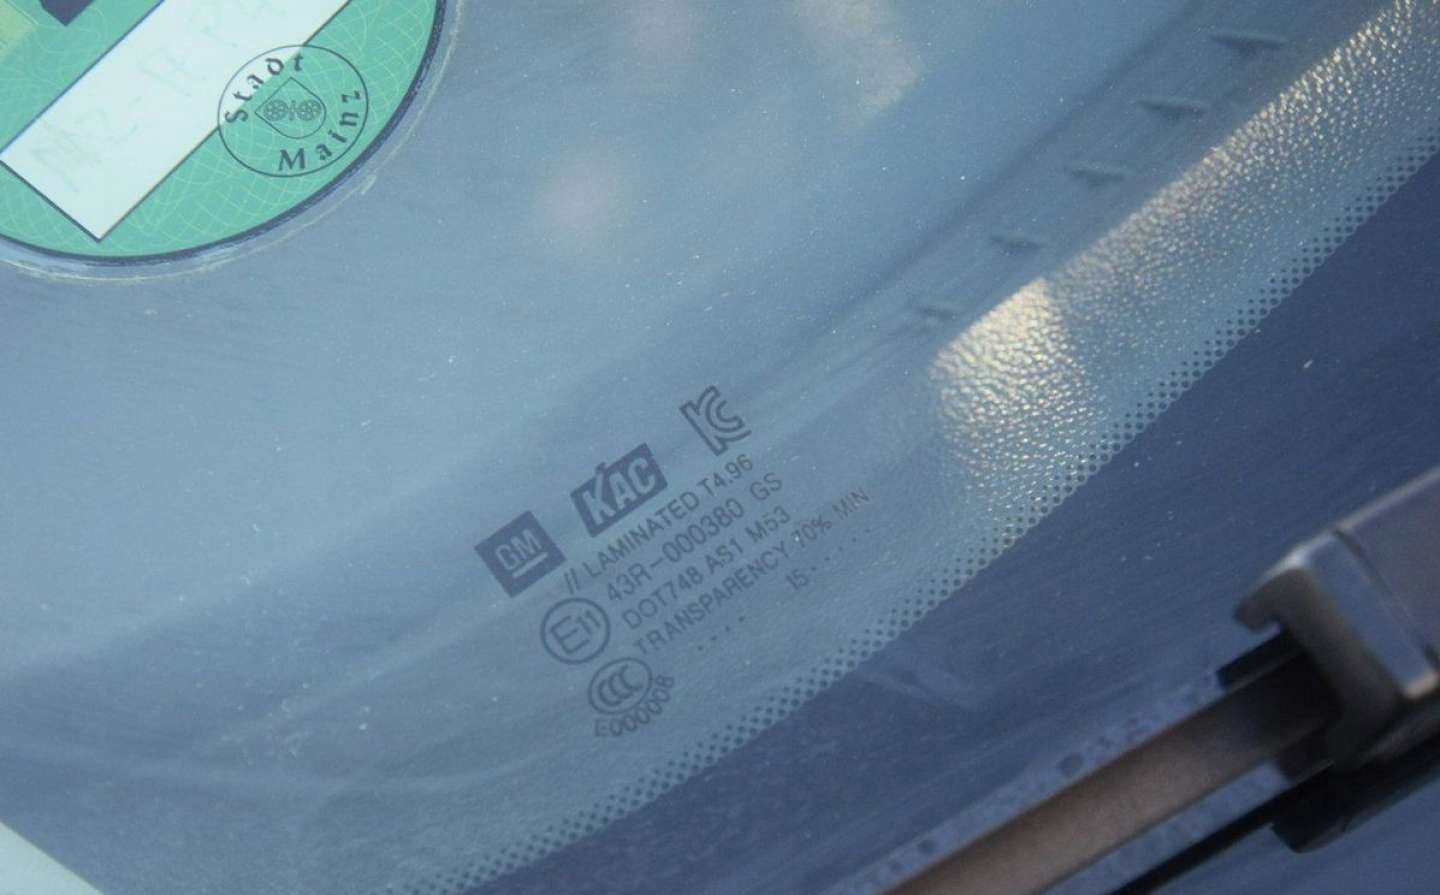 Stadt
Mainz
GM
KAC
KC
// LAMINATED T4.96
E11
43R-000380 GS
DOT748 AS1 M53
TRANSPARENCY 70% MIN
.... 15.......
CCC
E000008